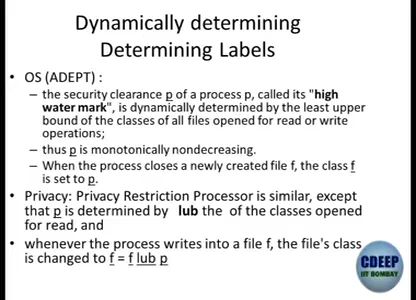 Dynamically determining
Determining Labels
• OS (ADEPT) :
– the security clearance p of a process p, called its "high
water mark", is dynamically determined by the least upper
bound of the classes of all files opened for read or write
operations;
– thus p is monotonically nondecreasing.
– When the process closes a newly created file f, the class f
is set to p.
• Privacy: Privacy Restriction Processor is similar, except
that p is determined by lub the of the classes opened
for read, and
• whenever the process writes into a file f, the file's class
is changed to f = f lub p
CDEEP
IIT BOMBAY